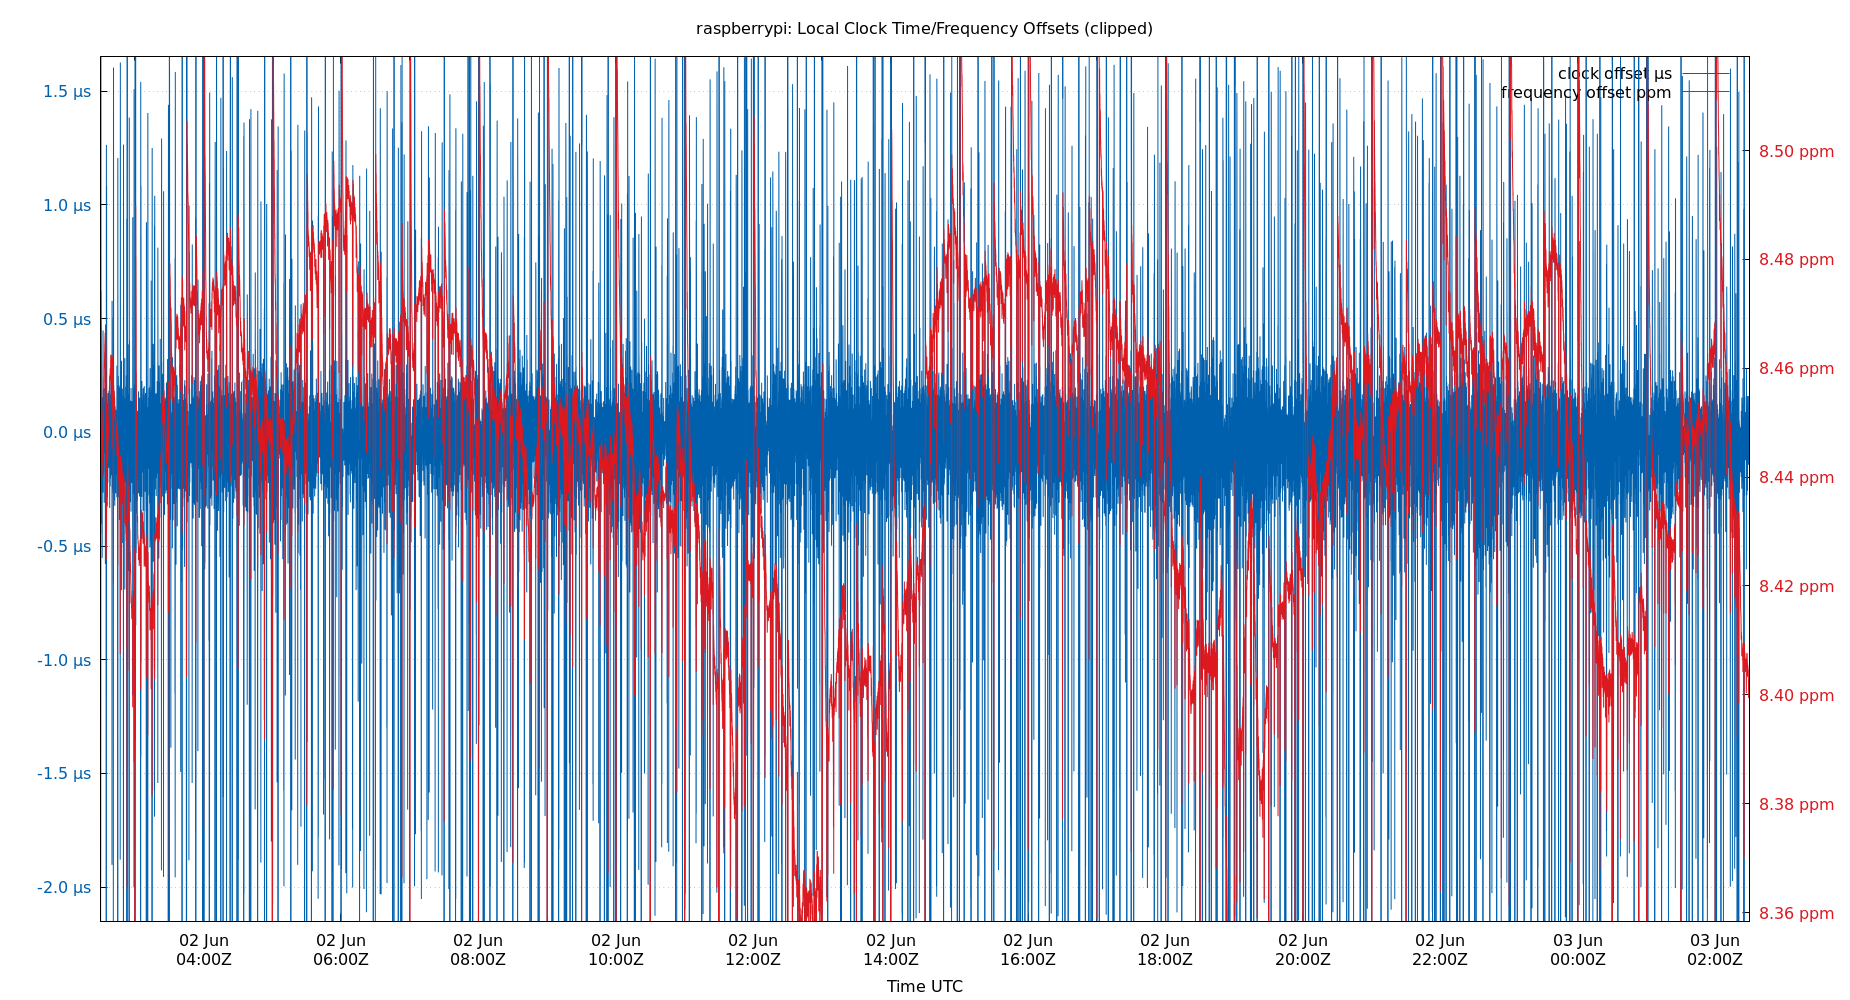 raspberrypi: Local Clock Time/Frequency Offsets (clipped)
clock offset µs
frequency offset ppm
1.5 µs
1.0 µs
0.5 µs
0.0 µs
-0.5 µs
-1.0 µs
-1.5 µs
-2.0 µs
8.50 ppm
8.48 ppm
8.46 ppm
8.44 ppm
8.42 ppm
8.40 ppm
8.38 ppm
8.36 ppm
02 Jun 02 Jun 02 Jun 02 Jun 02 Jun 02 Jun 02 Jun 02 Jun 02 Jun 02 Jun 03 Jun 03 Jun
04:00Z 06:00Z 08:00Z 10:00Z 12:00Z 14:00Z 16:00Z 18:00Z 20:00Z 22:00Z 00:00Z 02:00Z
Time UTC